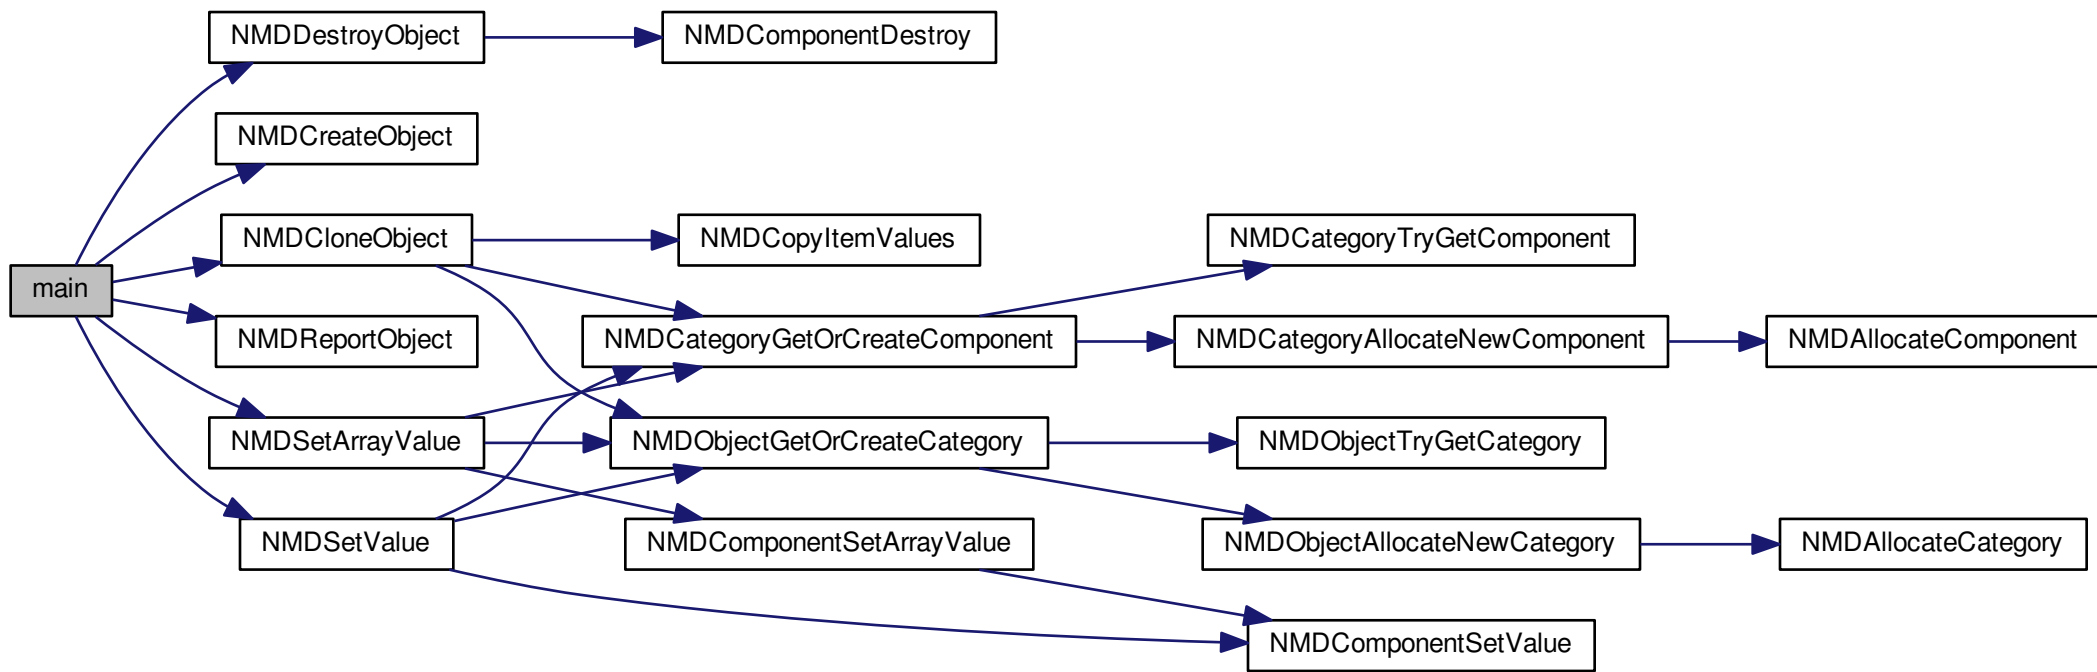 NMDDestroyObject
NMDComponentDestroy
NMDCreateObject
NMDCloneObject
NMDCopyItemValues
NMDCategoryTryGetComponent
main
NMDReportObject
NMDCategoryGetOrCreateComponent
NMDCategoryAllocateNewComponent
NMDAllocateComponent
NMDSetArrayValue
NMDObjectGetOrCreateCategory
NMDObjectTryGetCategory
NMDSetValue
NMDComponentSetArrayValue
NMDObjectAllocateNewCategory
NMDAllocateCategory
NMDComponentSetValue